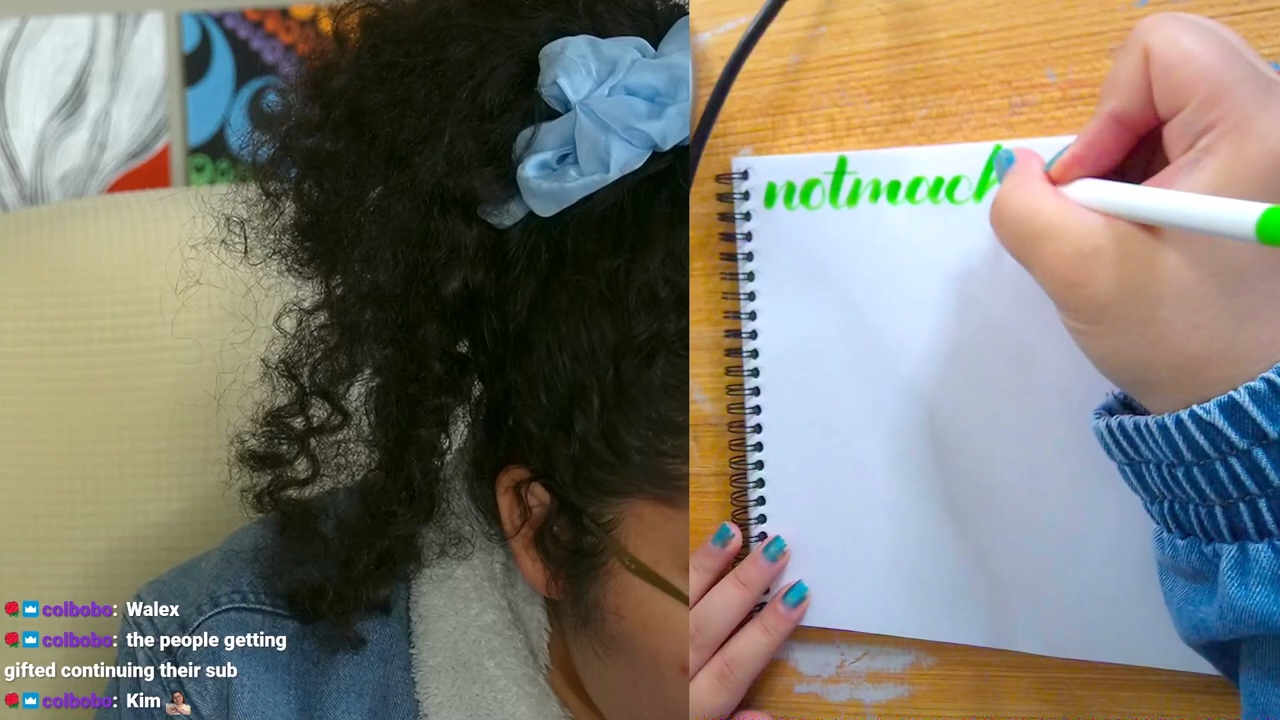 notmach
colbobo: Walex
colbobo: the people getting
gifted continuing their sub
colbobo: Kim